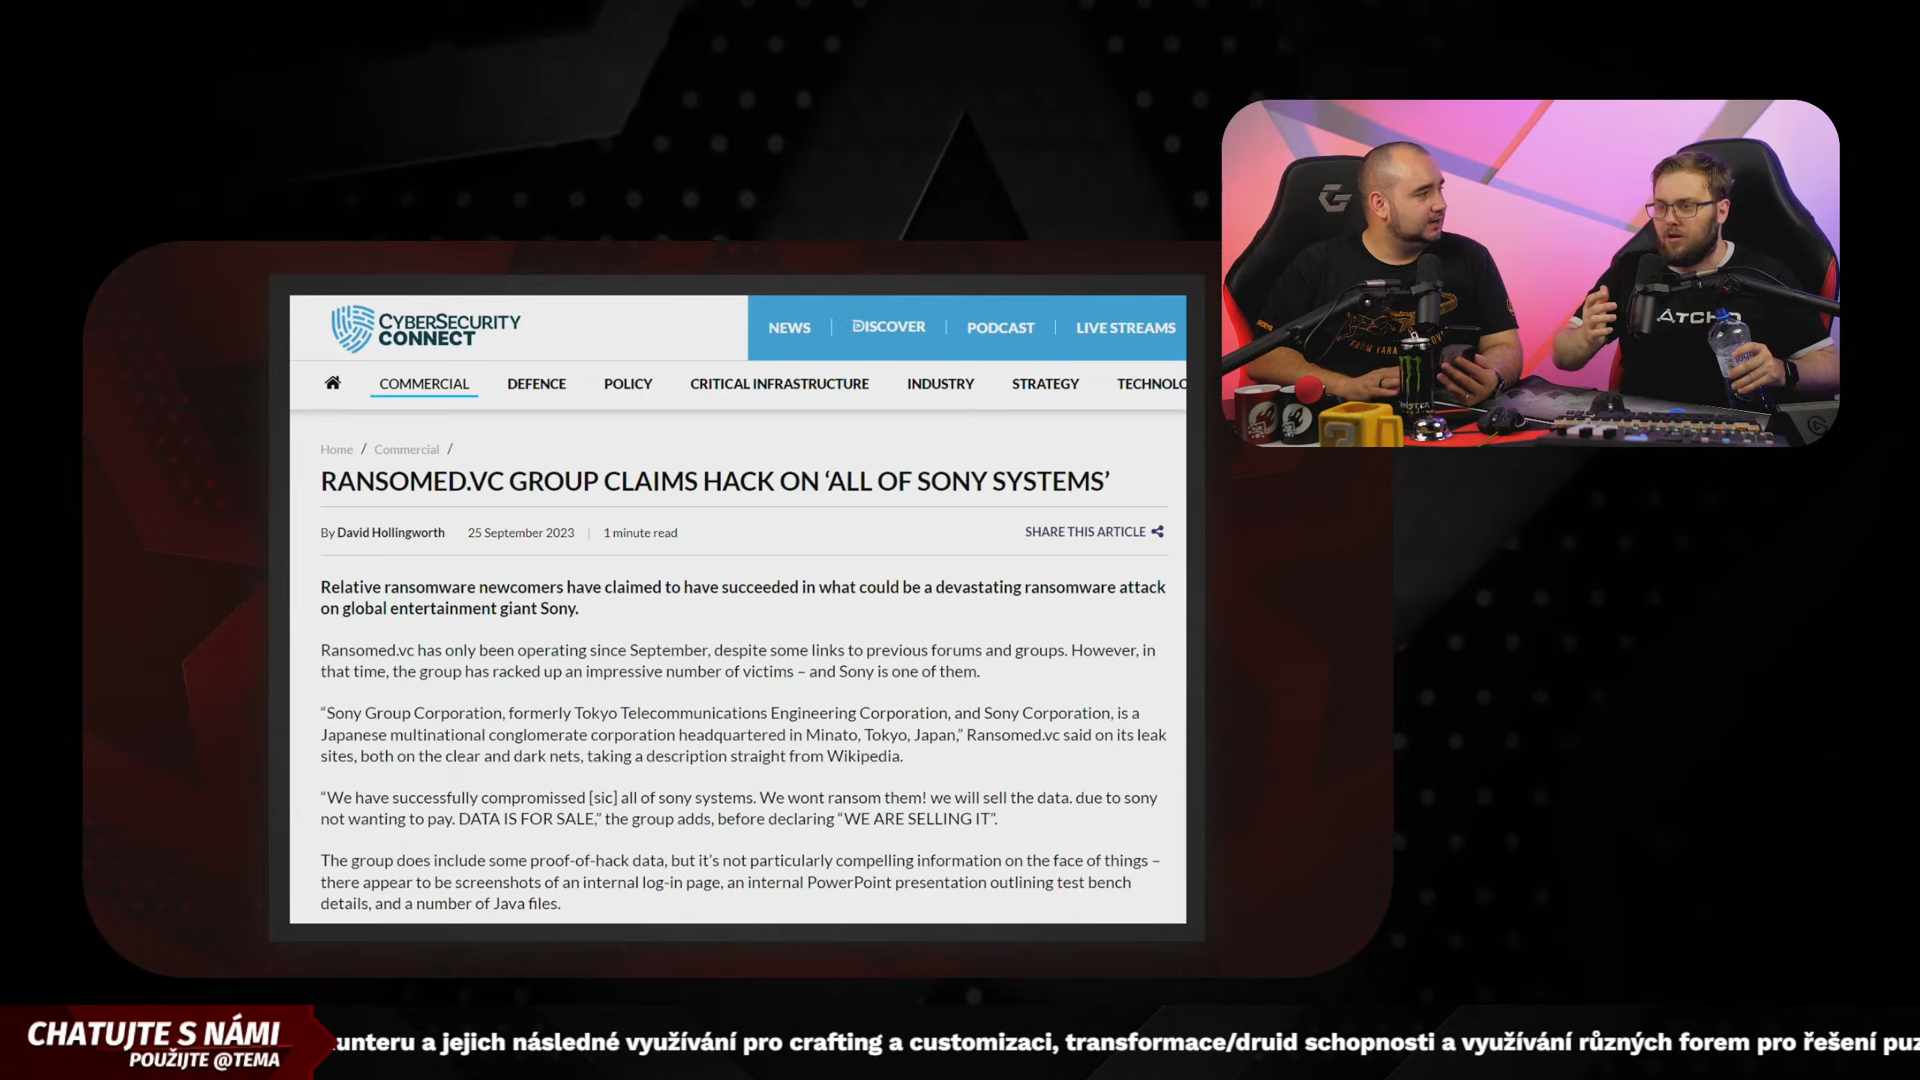 CYBERSECURITY
CONNECT
NEWS
DISCOVER
PODCAST
LIVE STREAMS
COMMERCIAL
DEFENCE
POLICY
CRITICAL INFRASTRUCTURE
INDUSTRY
STRATEGY
TECHNOLO
Home / Commercial /
RANSOMED.VC GROUP CLAIMS HACK ON ‘ALL OF SONY SYSTEMS’
By David Hollingworth 25 September 2023 | 1 minute read
SHARE THIS ARTICLE
Relative ransomware newcomers have claimed to have succeeded in what could be a devastating ransomware attack
on global entertainment giant Sony.
Ransomed.vc has only been operating since September, despite some links to previous forums and groups. However, in
that time, the group has racked up an impressive number of victims – and Sony is one of them.
“Sony Group Corporation, formerly Tokyo Telecommunications Engineering Corporation, and Sony Corporation, is a
Japanese multinational conglomerate corporation headquartered in Minato, Tokyo, Japan,” Ransomed.vc said on its leak
sites, both on the clear and dark nets, taking a description straight from Wikipedia.
“We have successfully compromissed [sic] all of sony systems. We wont ransom them! we will sell the data. due to sony
not wanting to pay. DATA IS FOR SALE,” the group adds, before declaring “WE ARE SELLING IT”.
The group does include some proof-of-hack data, but it’s not particularly compelling information on the face of things –
there appear to be screenshots of an internal log-in page, an internal PowerPoint presentation outlining test bench
details, and a number of Java files.
CHATUJTE S NÁMI
POUŽIJTE @TEMA
unteru a jejich následné využívání pro crafting a customizaci, transformace/druid schopnosti a využívání různých forem pro řešení puz